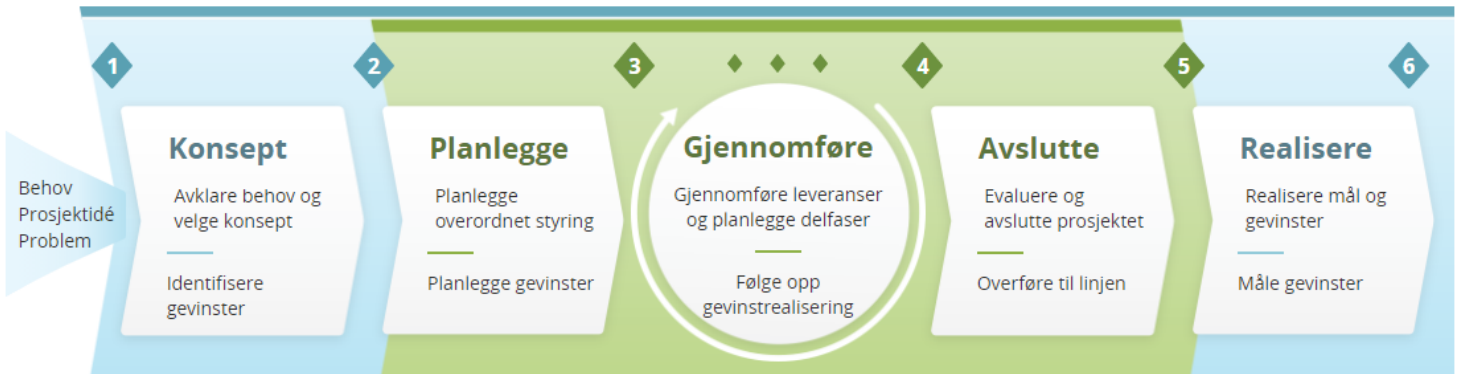 1
2
3
4
5
6
Behov
Prosjektidé
Problem
Konsept
Avklare behov og
velge konsept
Identifisere
gevinster
Planlegge
Planlegge
overordnet styring
Planlegge gevinster
Gjennomføre
Gjennomføre leveranser
og planlegge delfaser
Følge opp
gevinstrealisering
Avslutte
Evaluere og
avslutte prosjektet
Overføre til linjen
Realisere
Realisere mål og
gevinster
Måle gevinster